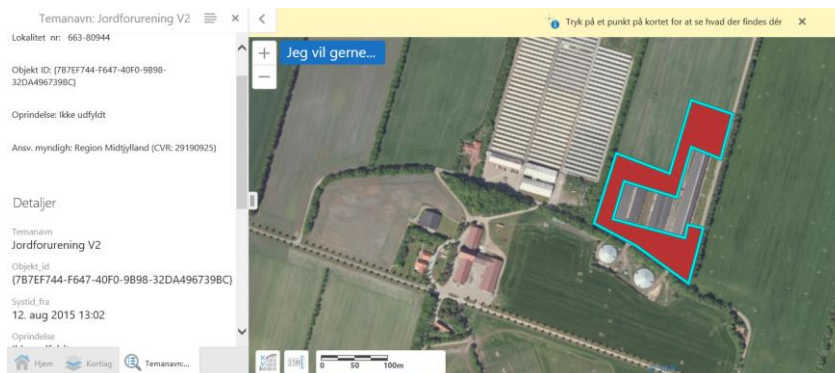 Temanavn: Jordforurening V2
Tryk på et punkt på kortet for at se hvad der findes dér
Lokalitet nr: 663-80944
Jeg vil gerne...
Objekt ID: {7B7EF744-F647-40F0-9B98-
32DA496739BC}
Oprindelse: Ikke udfyldt
Ansv. myndigh: Region Midtjylland (CVR: 29190925)
Detaljer
Temanavn
Jordforurening V2
Objekt_id
{7B7EF744-F647-40F0-9B98-32DA496739BC}
Systid_fra
12. aug 2015 13:02
Oprindelse
Hjem
Kortlag
Temanavn:...
0 50 100m